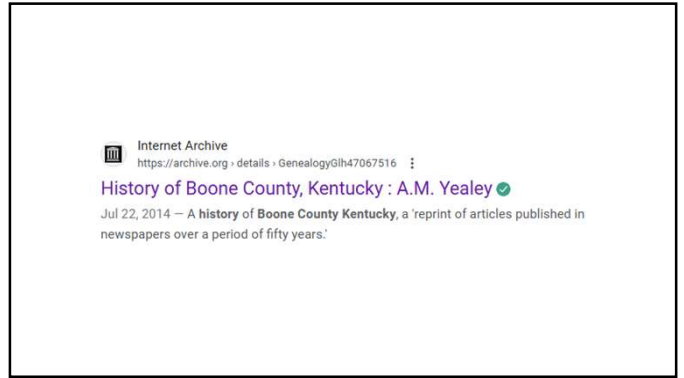 Internet Archive
https://archive.org › details › GenealogyGlh47067516
History of Boone County, Kentucky : A.M. Yealey
Jul 22, 2014 — A history of Boone County Kentucky, a 'reprint of articles published in
newspapers over a period of fifty years.'